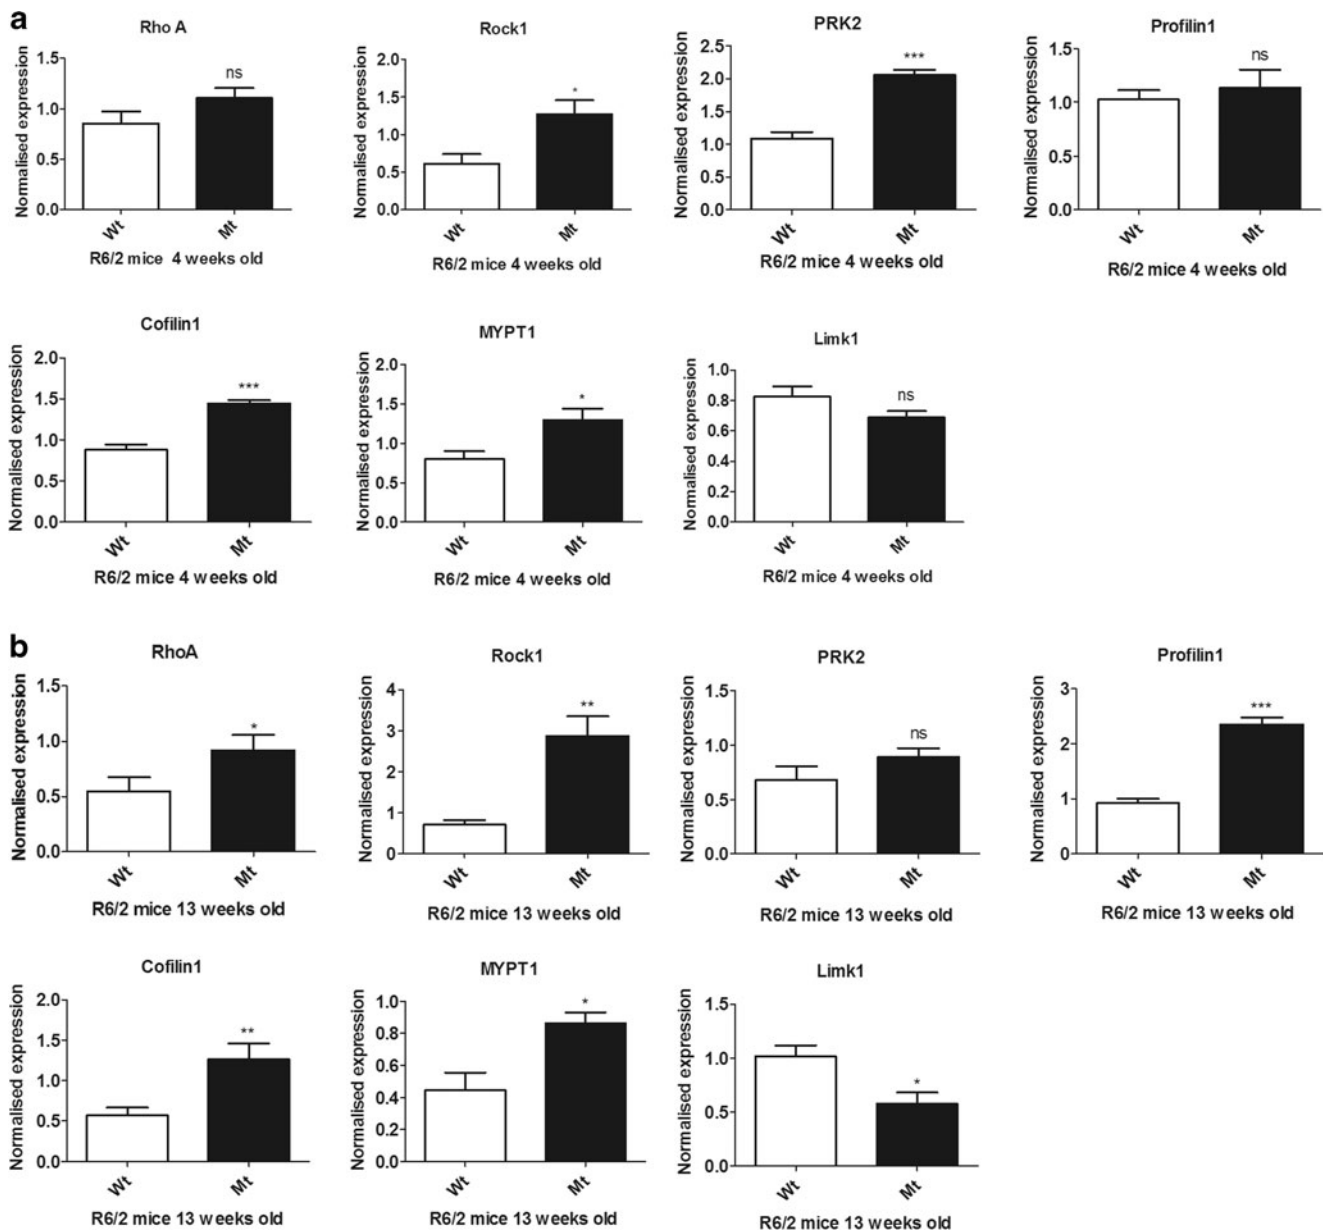 a
Rho A
Normalised expression
1.5
1.0
0.5
0.0
ns
Wt
Mt
R6/2 mice 4 weeks old
Rock1
Normalised expression
2.0
1.5
1.0
0.5
0.0
*
Wt
Mt
R6/2 mice 4 weeks old
PRK2
Normalised expression
2.5
2.0
1.5
1.0
0.5
0.0
***
Wt
Mt
R6/2 mice 4 weeks old
Profilin1
Normalised expression
1.5
1.0
0.5
0.0
ns
Wt
Mt
R6/2 mice 4 weeks old
Cofilin1
Normalised expression
2.0
1.5
1.0
0.5
0.0
***
Wt
Mt
R6/2 mice 4 weeks old
MYPT1
Normalised expression
2.0
1.5
1.0
0.5
0.0
*
Wt
Mt
R6/2 mice 4 weeks old
Limk1
Normalised expression
1.0
0.8
0.6
0.4
0.2
0.0
ns
Wt
Mt
R6/2 mice 4 weeks old
b
RhoA
Normalised expression
1.5
1.0
0.5
0.0
*
Wt
Mt
R6/2 mice 13 weeks old
Rock1
Normalised expression
4
3
2
1
0
**
Wt
Mt
R6/2 mice 13 weeks old
PRK2
Normalised expression
1.5
1.0
0.5
0.0
ns
Wt
Mt
R6/2 mice 13 weeks old
Profilin1
Normalised expression
3
2
1
0
***
Wt
Mt
R6/2 mice 13 weeks old
Cofilin1
Normalised expression
2.0
1.5
1.0
0.5
0.0
**
Wt
Mt
R6/2 mice 13 weeks old
MYPT1
Normalised expression
1.0
0.8
0.6
0.4
0.2
0.0
*
Wt
Mt
R6/2 mice 13 weeks old
Limk1
Normalised expression
1.5
1.0
0.5
0.0
*
Wt
Mt
R6/2 mice 13 weeks old